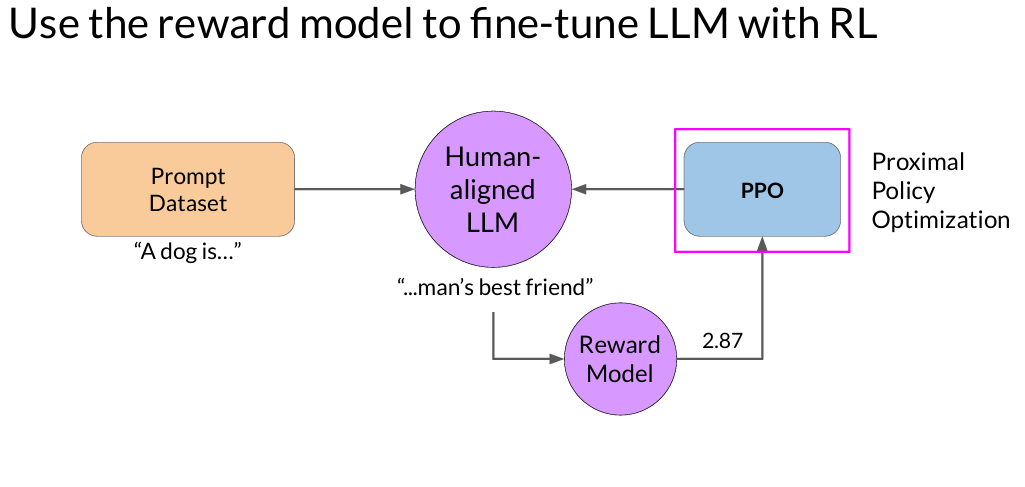 Use the reward model to fine-tune LLM with RL
Prompt
Dataset
“A dog is...”
Human-
aligned
LLM
“...man’s best friend”
Reward
Model
2.87
PPO
Proximal
Policy
Optimization